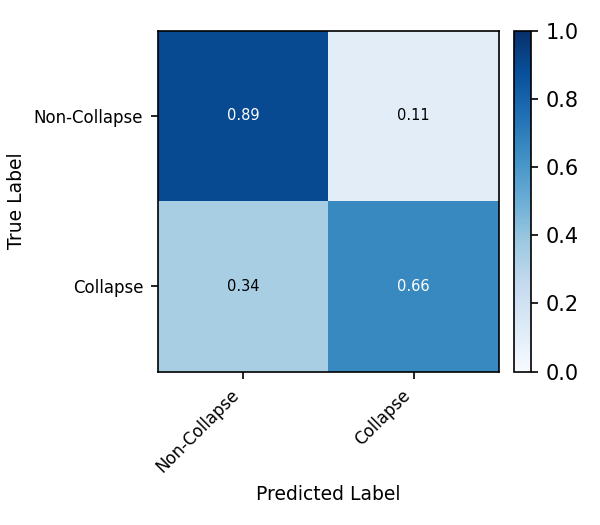 True Label
Non-Collapse
0.89
0.11
Collapse
0.34
0.66
1.0
0.8
0.6
0.4
0.2
0.0
Non-Collapse
Collapse
Predicted Label